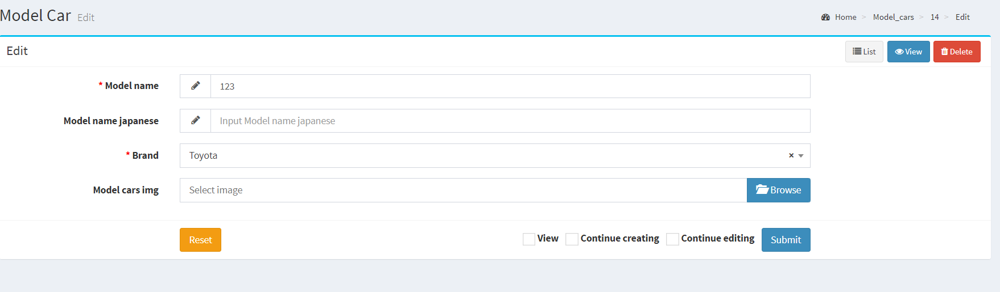 Model Car Edit
Home > Model_cars > 14 > Edit
Edit
List View Delete
* Model name 123
Model name japanese Input Model name japanese
* Brand Toyota ×
Model cars img Select image Browse
Reset View Continue creating Continue editing Submit